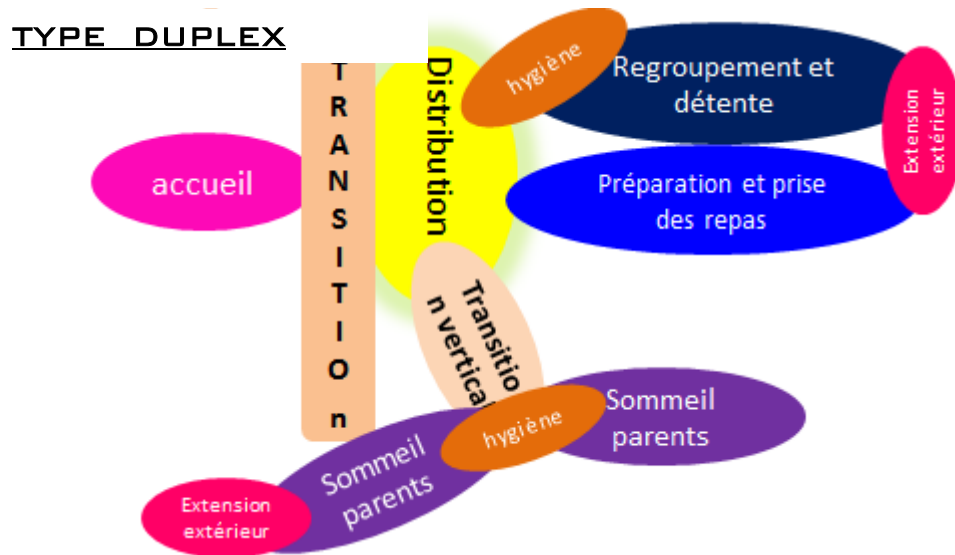 TYPE DUPLEX
TRANSITIOn
Distribution
hygiène
Regroupement et
détente
Extension
extérieur
accueil
Préparation et prise
des repas
Transitio
n vertical
hygiène
Sommeil
parents
Sommeil
parents
Extension
extérieur